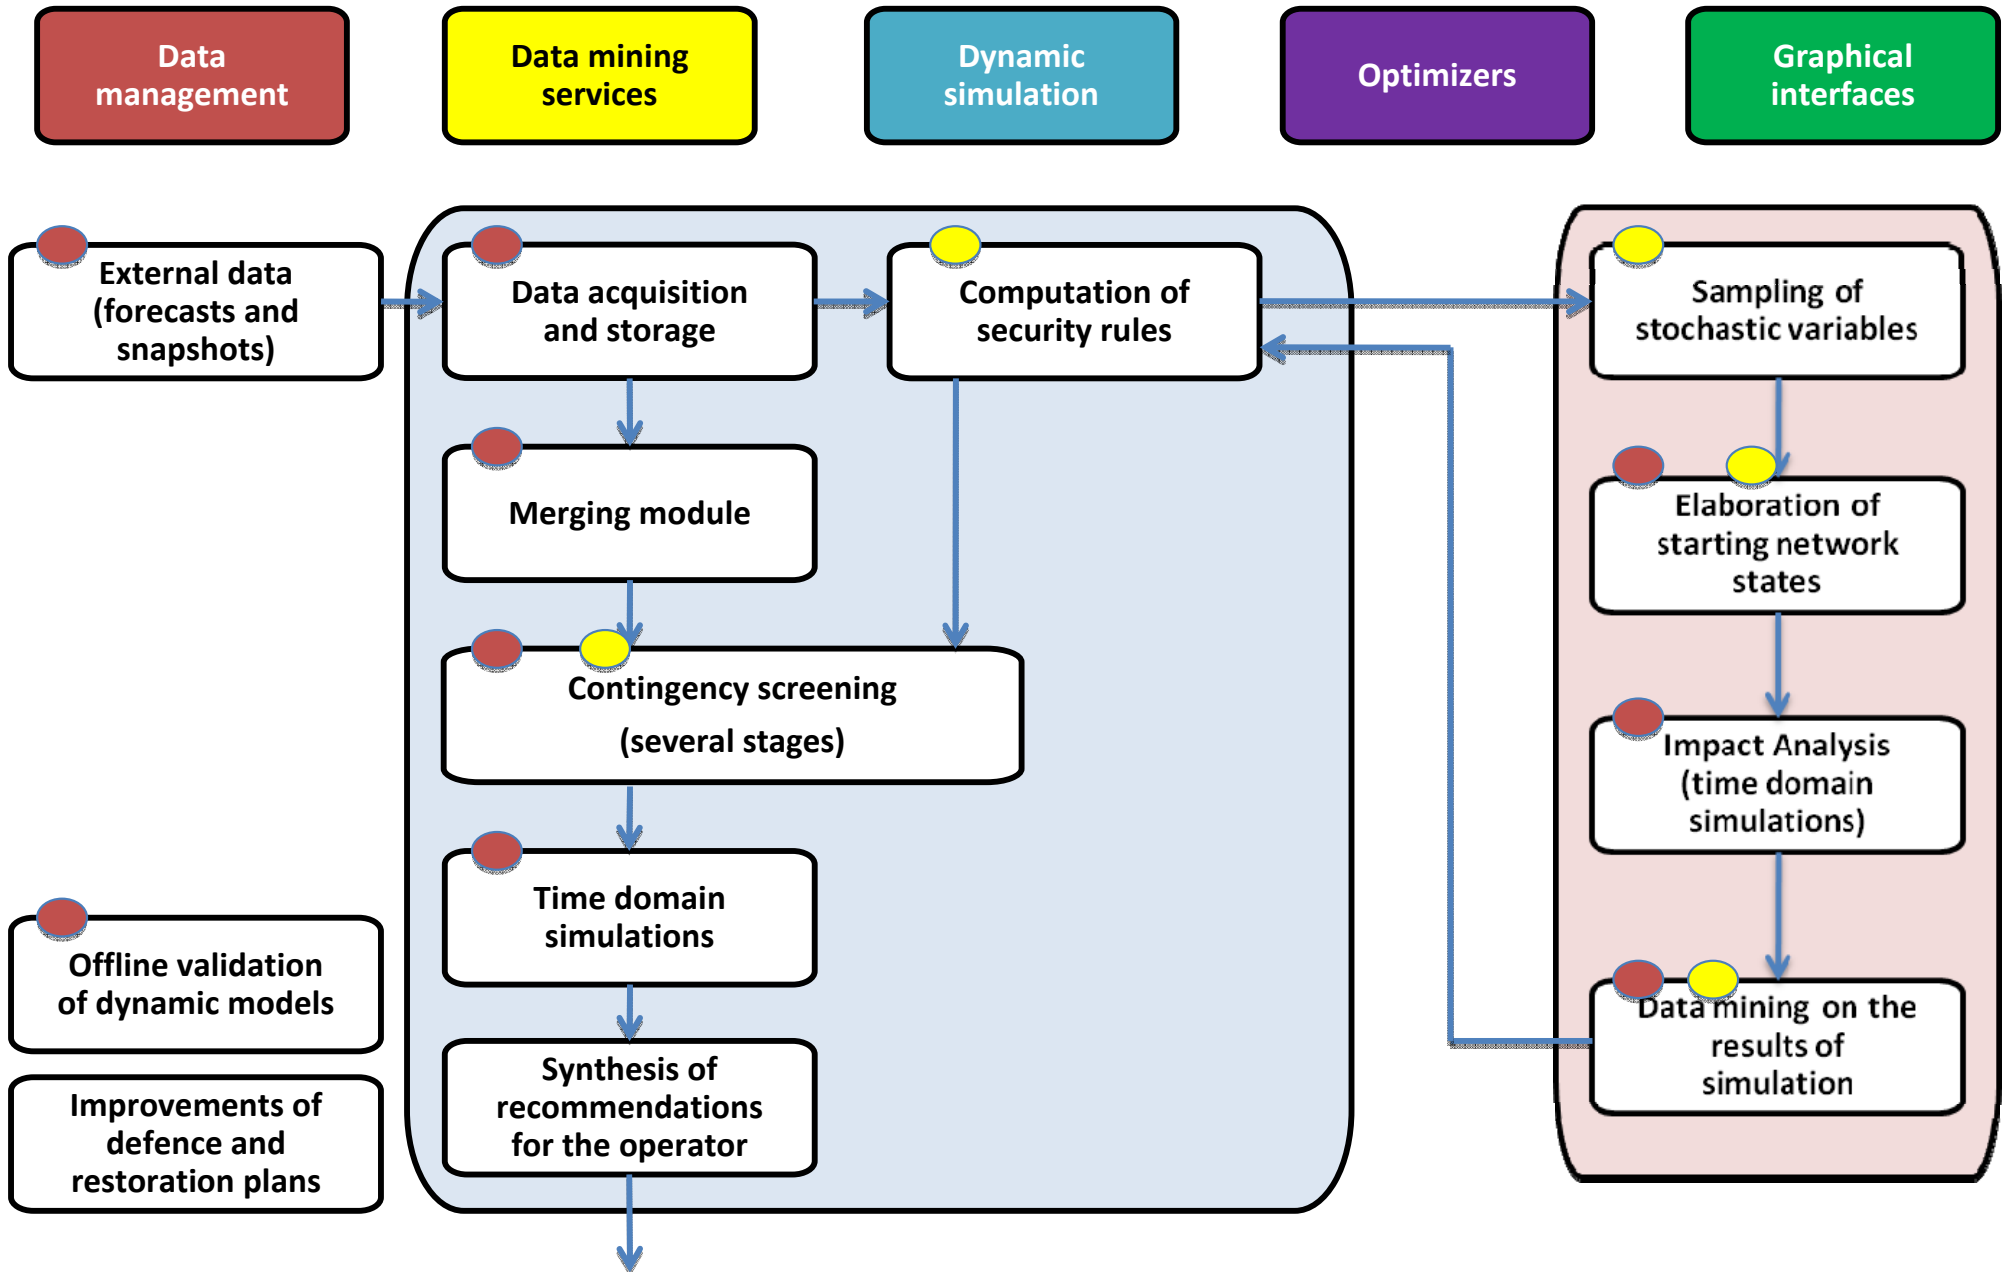 Data
management
Data mining
services
Dynamic
simulation
Optimizers
Graphical
interfaces
External data
(forecasts and
snapshots)
Data acquisition
and storage
Computation of
security rules
Sampling of
stochastic variables
Merging module
Elaboration of
starting network
states
Contingency screening
(several stages)
Impact Analysis
(time domain
simulations)
Time domain
simulations
Offline validation
of dynamic models
Data mining on the
results of
simulation
Synthesis of
recommendations
for the operator
Improvements of
defence and
restoration plans